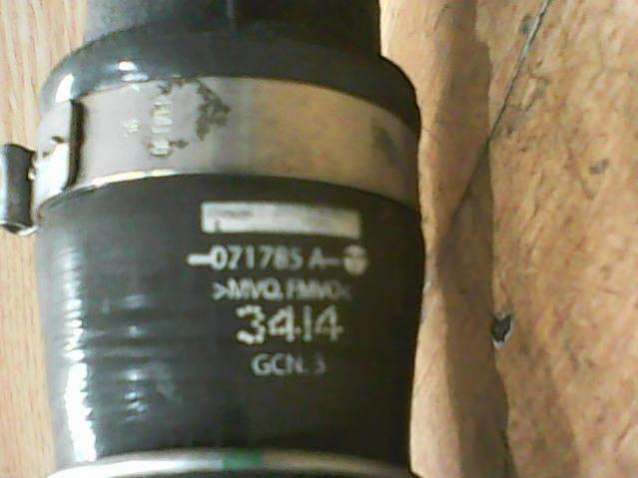 -071785 A-
>MVQ, FMVQ<
3414
GCN. 3